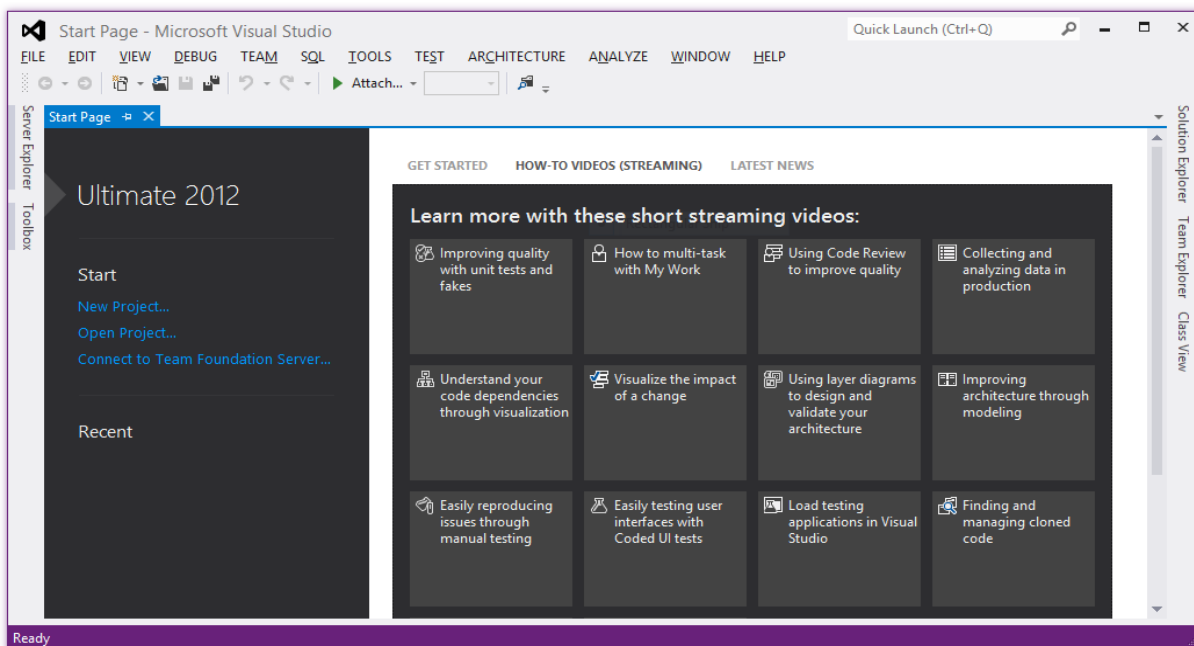 Start Page - Microsoft Visual Studio
Quick Launch (Ctrl+Q)
FILE EDIT VIEW DEBUG TEAM SQL TOOLS TEST ARCHITECTURE ANALYZE WINDOW HELP
Attach...
Server Explorer
Toolbox
Start Page
Ultimate 2012
Start
New Project...
Open Project...
Connect to Team Foundation Server...
Recent
GET STARTED HOW-TO VIDEOS (STREAMING) LATEST NEWS
Learn more with these short streaming videos:
Improving quality
with unit tests and
fakes
How to multi-task
with My Work
Using Code Review
to improve quality
Collecting and
analyzing data in
production
Understand your
code dependencies
through visualization
Visualize the impact
of a change
Using layer diagrams
to design and
validate your
architecture
Improving
architecture through
modeling
Easily reproducing
issues through
manual testing
Easily testing user
interfaces with
Coded UI tests
Load testing
applications in Visual
Studio
Finding and
managing cloned
code
Solution Explorer
Team Explorer
Class View
Ready